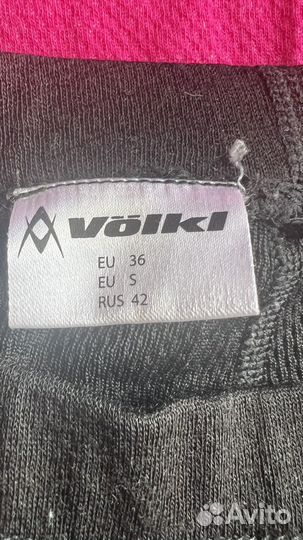 Völkl
EU 36
EU S
RUS 42
Avito